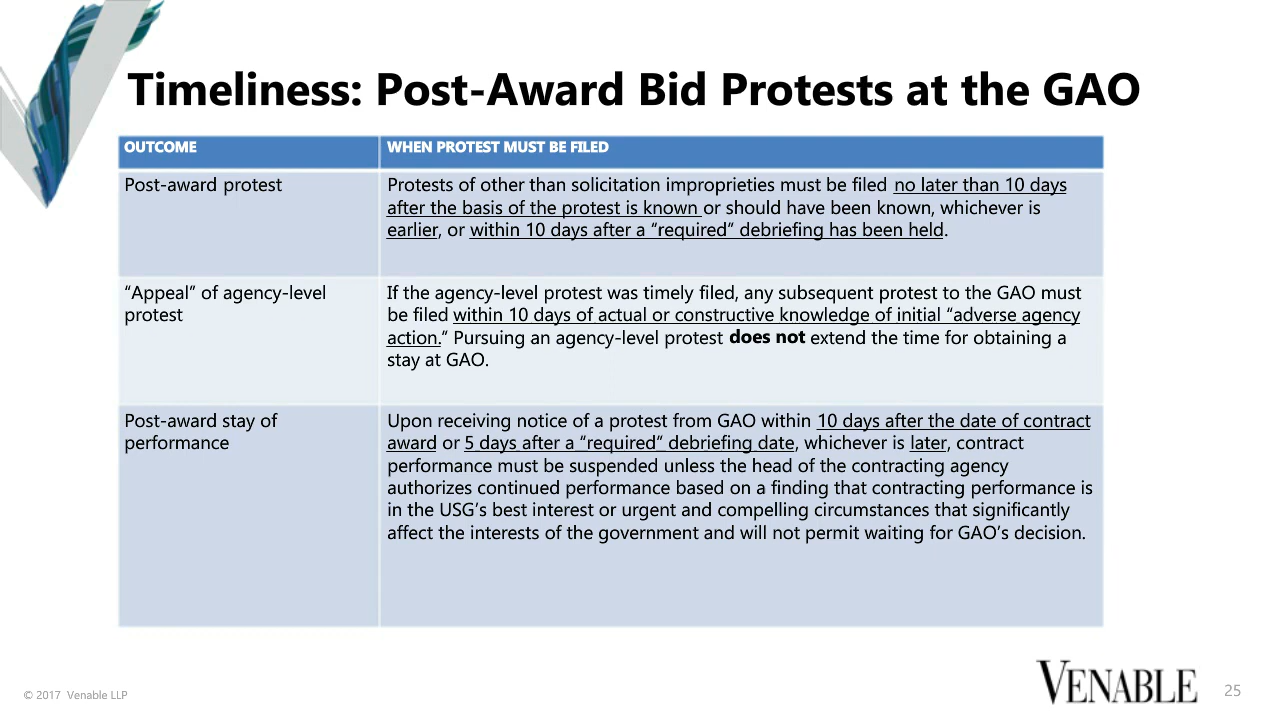 Timeliness: Post-Award Bid Protests at the GAO
OUTCOME
WHEN PROTEST MUST BE FILED
Post-award protest
Protests of other than solicitation improprieties must be filed no later than 10 days
after the basis of the protest is known or should have been known, whichever is
earlier, or within 10 days after a “required” debriefing has been held.
“Appeal” of agency-level
protest
If the agency-level protest was timely filed, any subsequent protest to the GAO must
be filed within 10 days of actual or constructive knowledge of initial “adverse agency
action.” Pursuing an agency-level protest does not extend the time for obtaining a
stay at GAO.
Post-award stay of
performance
Upon receiving notice of a protest from GAO within 10 days after the date of contract
award or 5 days after a “required” debriefing date, whichever is later, contract
performance must be suspended unless the head of the contracting agency
authorizes continued performance based on a finding that contracting performance is
in the USG’s best interest or urgent and compelling circumstances that significantly
affect the interests of the government and will not permit waiting for GAO’s decision.
© 2017 Venable LLP
VENABLE
25